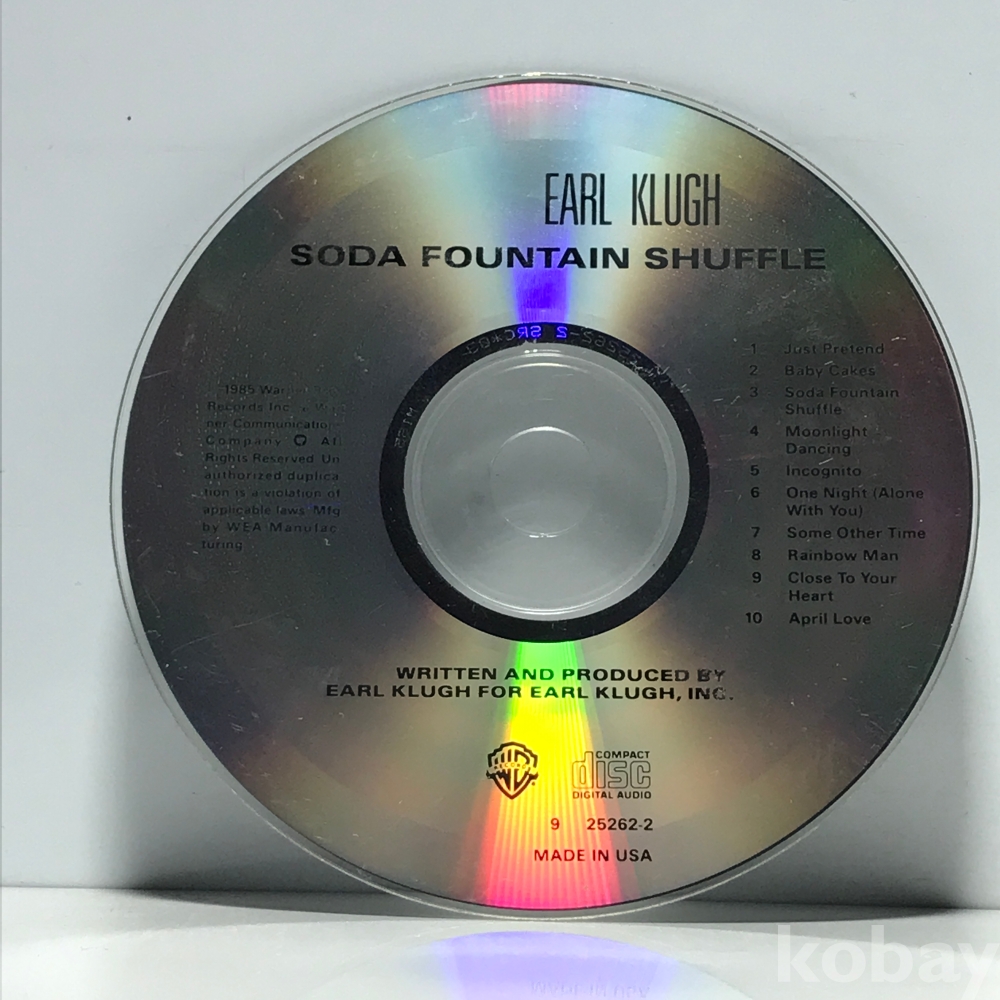 EARL KLUGH
SODA FOUNTAIN SHUFFLE
1985
Records Inc.
ner Communication
Company
Rights Reserved Un
authorized duplica
tion is a violation of
applicable laws Mfg
by WEA Manufac
turing
1 Just Pretend
2 Baby Cakes
3 Soda Fountain
Shuffle
4 Moonlight
Dancing
5 Incognito
6 One Night (Alone
With You)
7 Some Other Time
8 Rainbow Man
9 Close To Your
Heart
10 April Love
WRITTEN AND PRODUCED BY
EARL KLUGH FOR EARL KLUGH, INC.
RECORDS
COMPACT
disc
DIGITAL AUDIO
9 25262-2
MADE IN USA
kobay